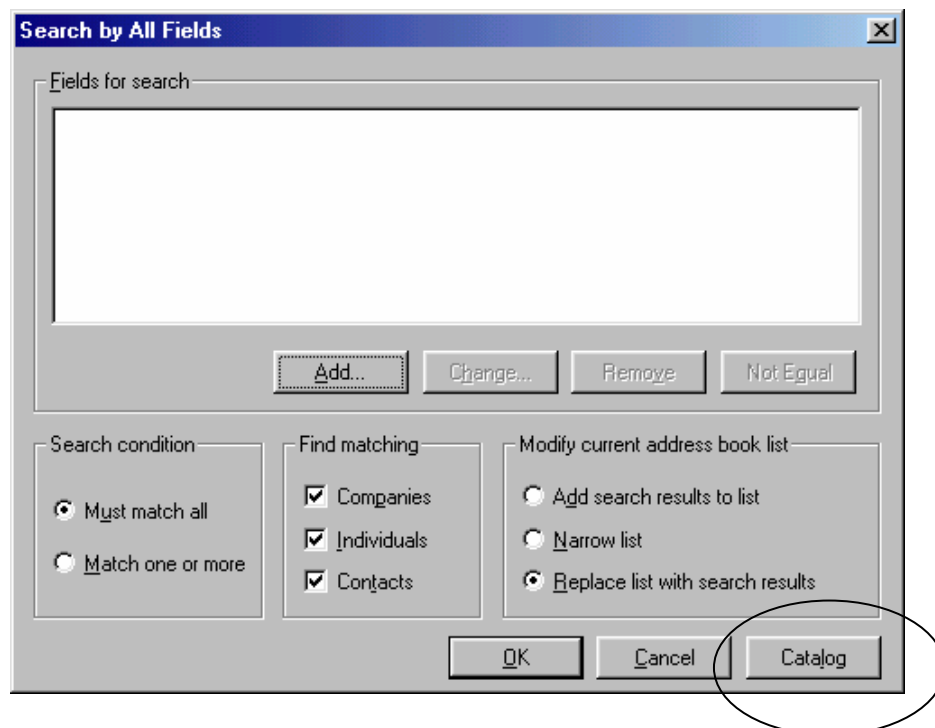 Search by All Fields
Fields for search
Add... Change... Remove Not Equal
Search condition
Must match all
Match one or more
Find matching
Companies
Individuals
Contacts
Modify current address book list
Add search results to list
Narrow list
Replace list with search results
OK Cancel Catalog